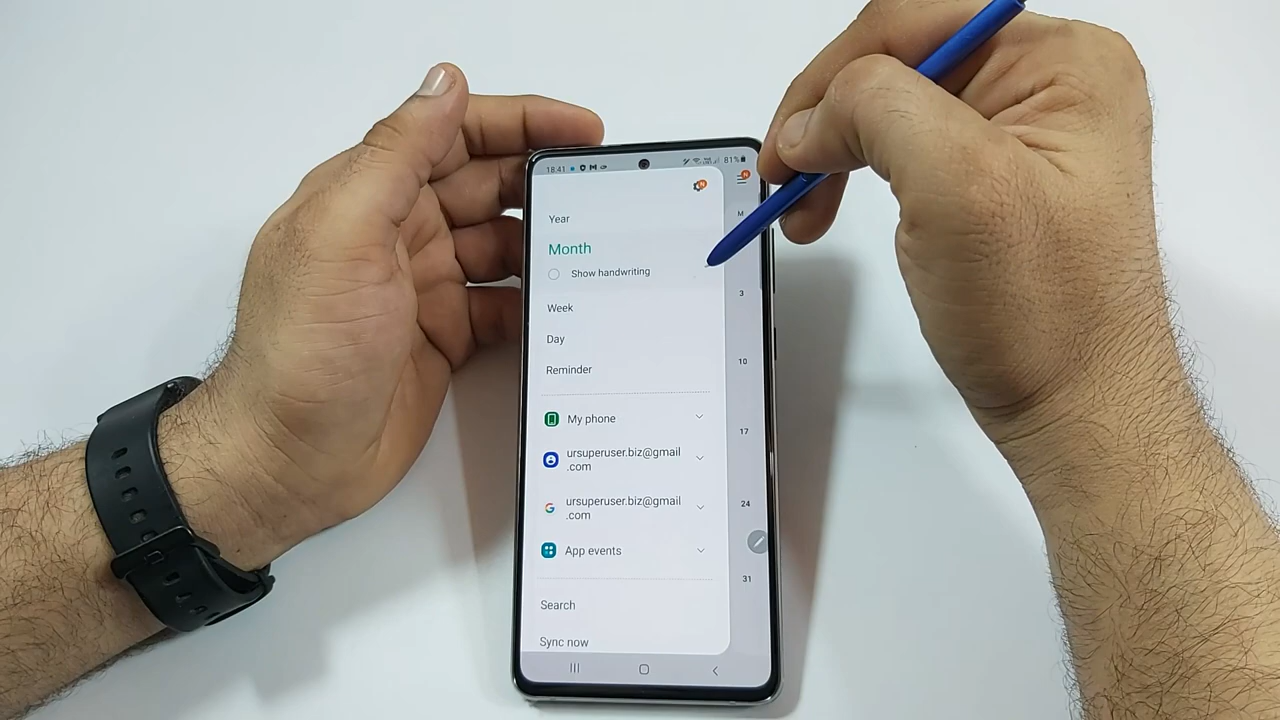 18:41
81%
N
N
Year
M
Month
Show handwriting
3
Week
Day
10
Reminder
My phone
17
ursuperuser.biz@gmail
.com
ursuperuser.biz@gmail
.com
24
App events
31
Search
Sync now